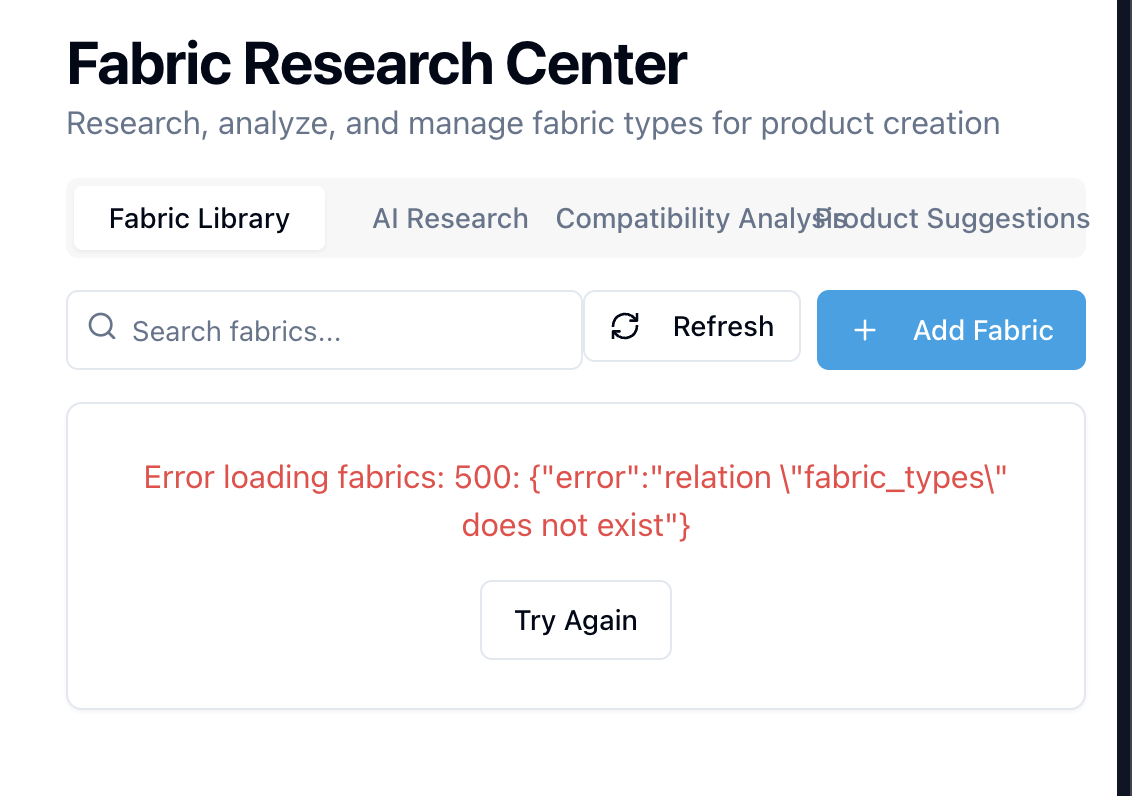 Fabric Research Center
Research, analyze, and manage fabric types for product creation
Fabric Library AI Research Compatibility Analysis Product Suggestions
Search fabrics... Refresh + Add Fabric
Error loading fabrics: 500: {"error":"relation \"fabric_types\"
does not exist"}
Try Again